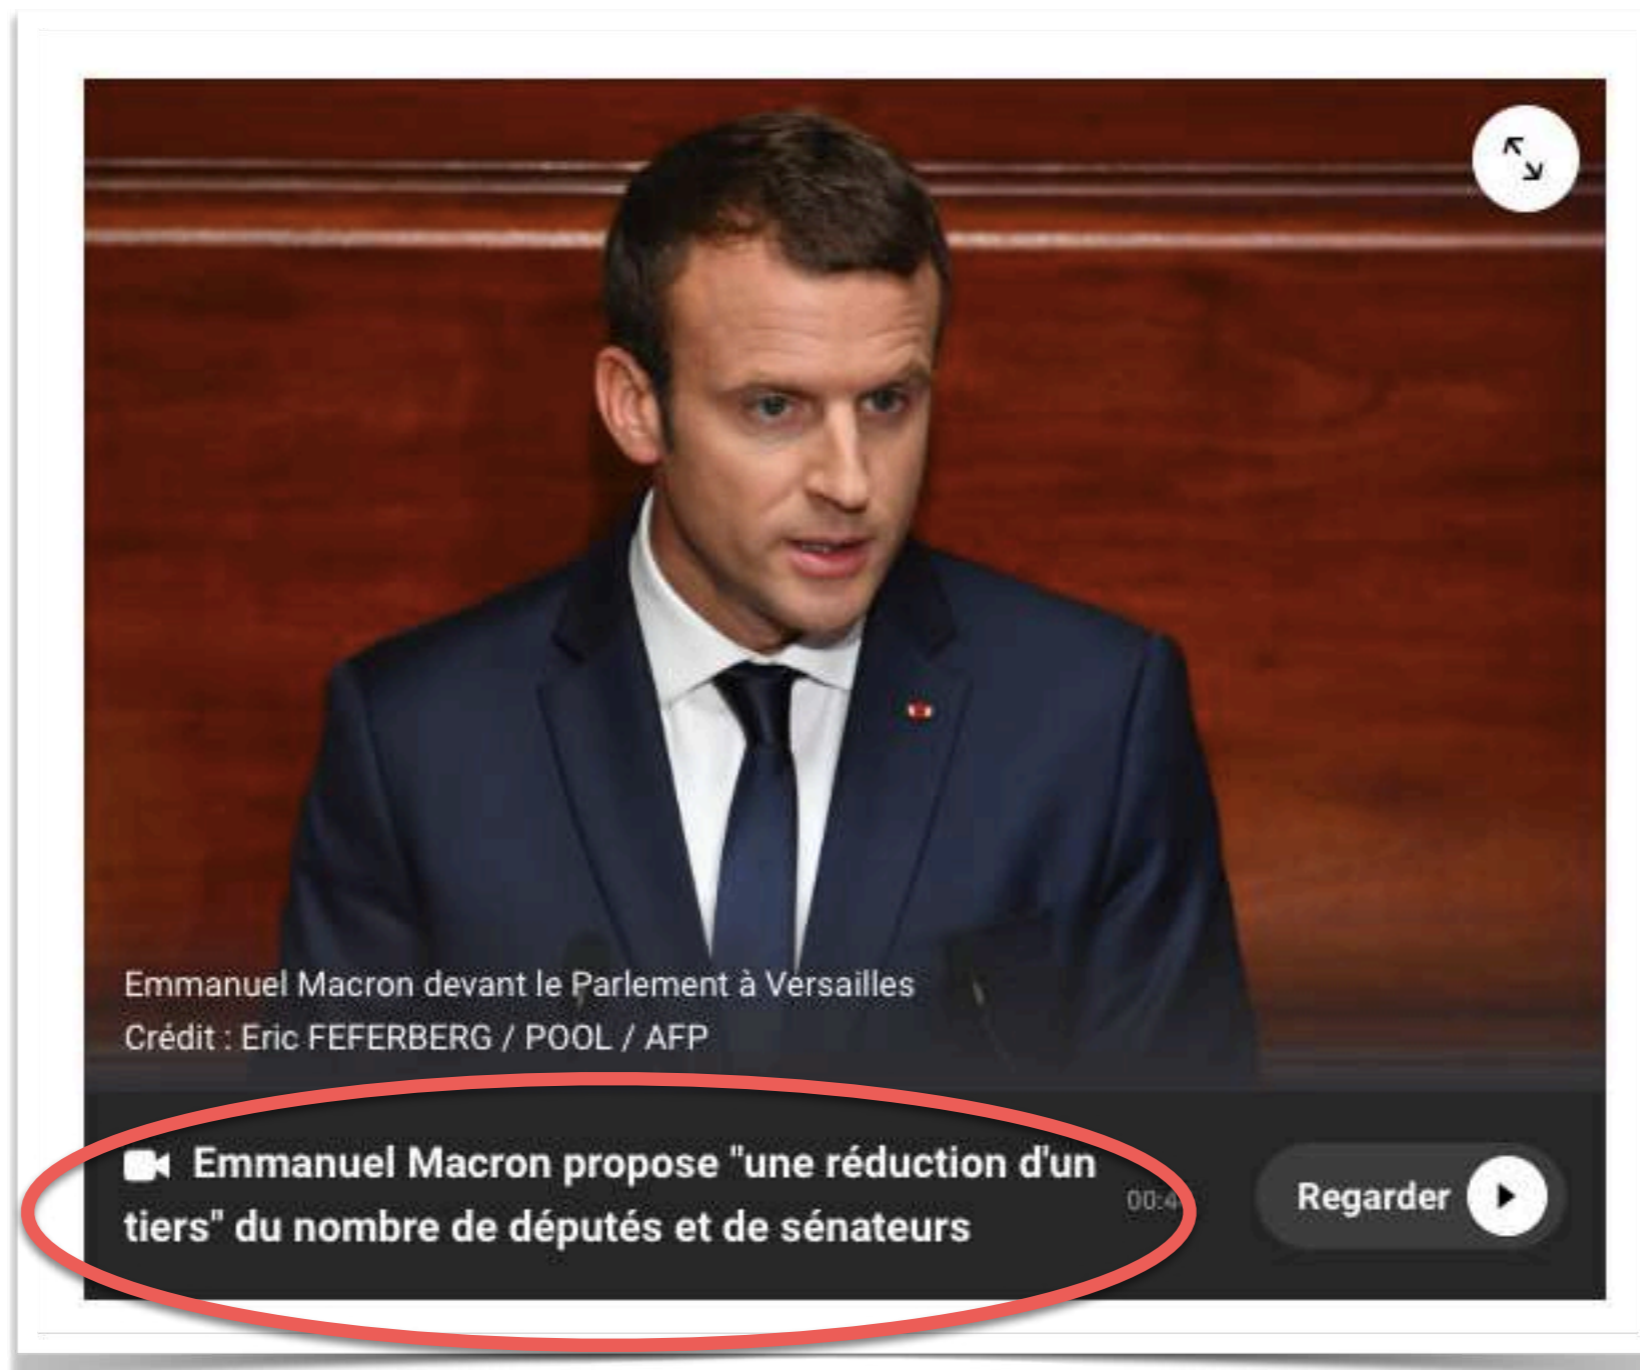 Emmanuel Macron devant le Parlement à Versailles
Crédit : Eric FEFERBERG / POOL / AFP
Emmanuel Macron propose "une réduction d'un
tiers" du nombre de députés et de sénateurs
Regarder